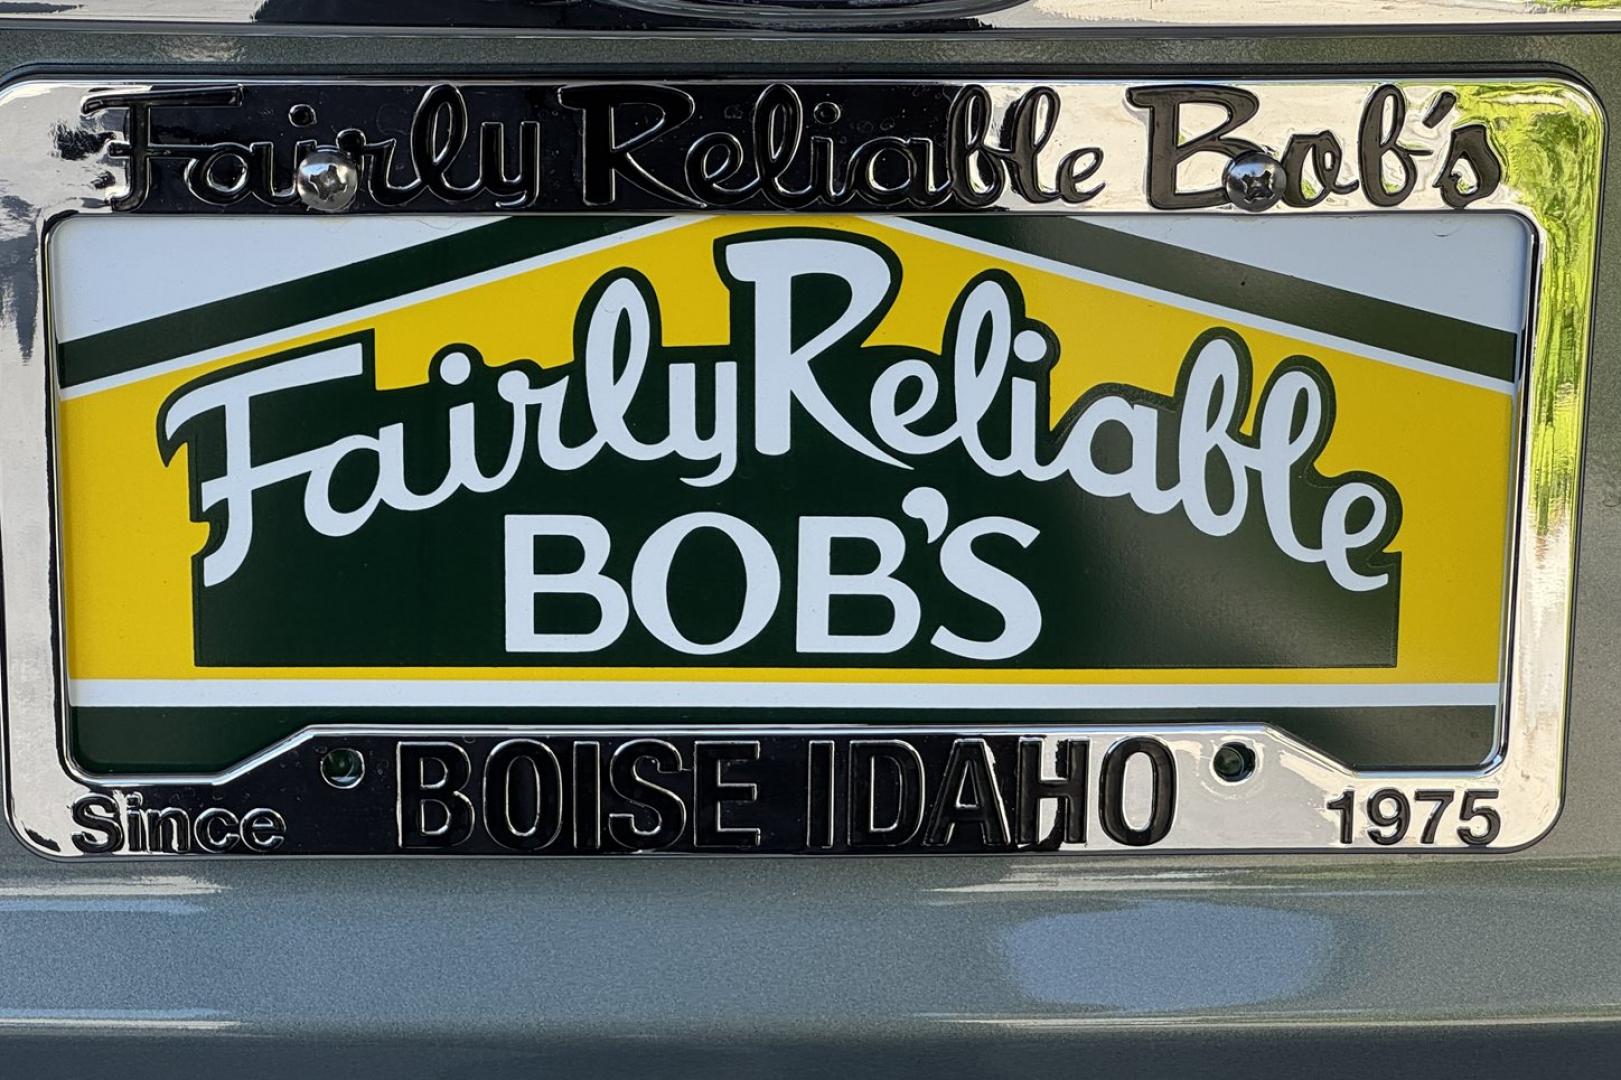 Fairly Reliable Bob's
Fairly Reliable
BOB'S
BOISE IDAHO
Since 1975